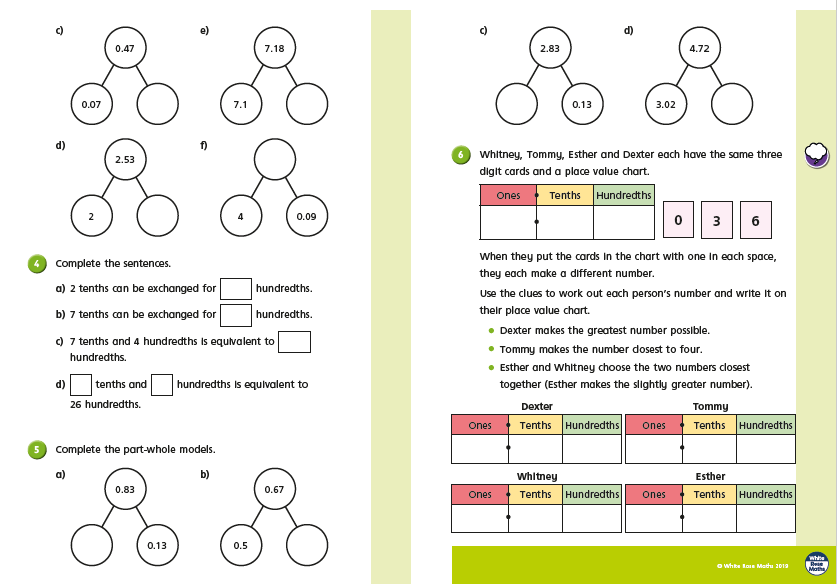 c)
e)
0.47
7.18
0.07
7.1
d)
f)
2.53
2
4
0.09
4
Complete the sentences.
a) 2 tenths can be exchanged for hundredths.
b) 7 tenths can be exchanged for hundredths.
c) 7 tenths and 4 hundredths is equivalent to
hundredths.
d) tenths and hundredths is equivalent to
26 hundredths.
5
Complete the part-whole models.
a)
b)
0.83
0.67
0.13
0.5
c)
d)
2.83
4.72
0.13
3.02
6
Whitney, Tommy, Esther and Dexter each have the same three
digit cards and a place value chart.
Ones Tenths Hundredths
0 3 6
When they put the cards in the chart with one in each space,
they each make a different number.
Use the clues to work out each person's number and write it on
their place value chart.
• Dexter makes the greatest number possible.
• Tommy makes the number closest to four.
• Esther and Whitney choose the two numbers closest
together (Esther makes the slightly greater number).
Dexter
Tommy
Ones Tenths Hundredths
Ones Tenths Hundredths
Whitney
Esther
Ones Tenths Hundredths
Ones Tenths Hundredths
© White Rose Maths 2018
White
Rose
Maths